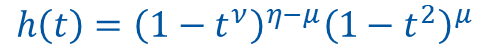 h(t) = (1 − t^ν)^{η−μ}(1 − t^2)^μ